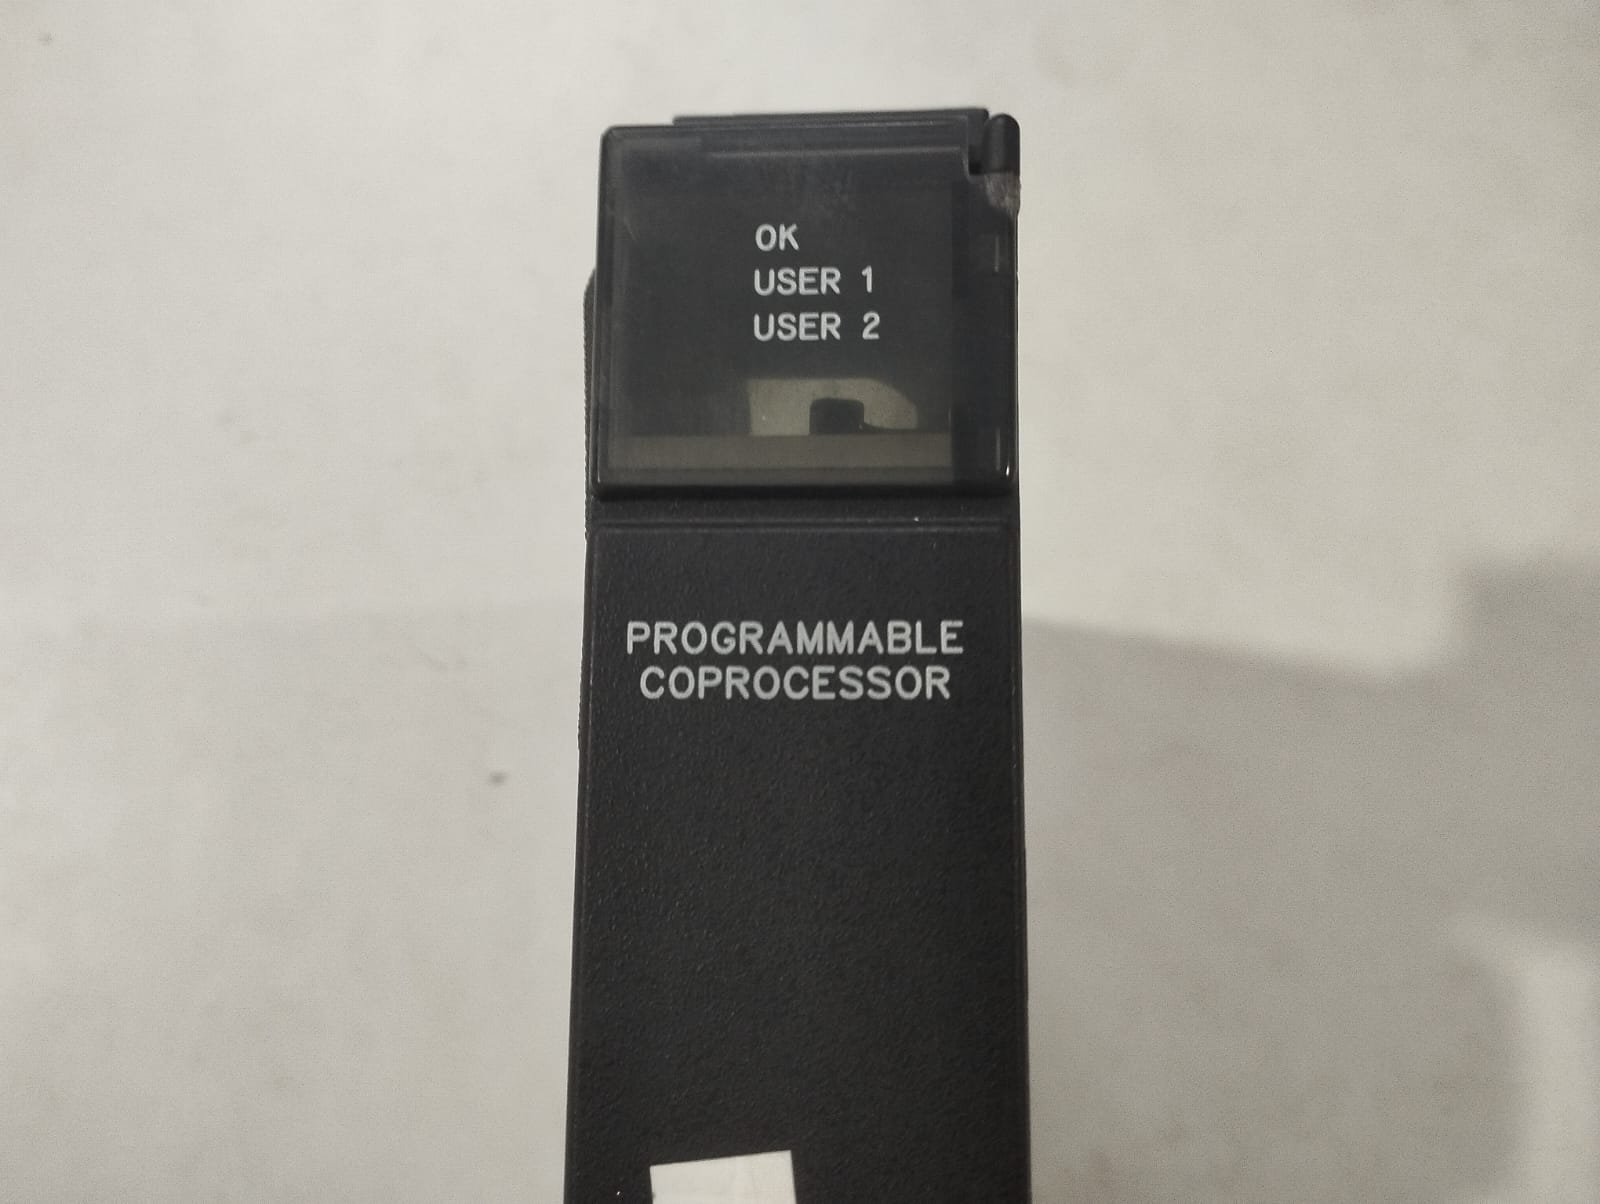 OK
USER 1
USER 2
PROGRAMMABLE
COPROCESSOR